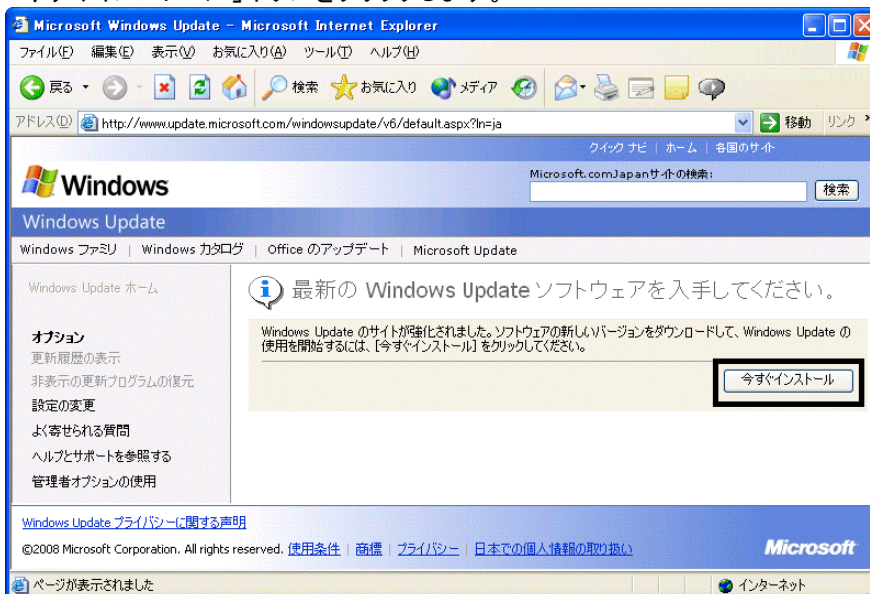 Microsoft Windows Update - Microsoft Internet Explorer
ファイル(F) 編集(E) 表示(V) お気に入り(A) ツール(T) ヘルプ(H)
戻る 検索 お気に入り メディア
アドレス(D) http://www.update.microsoft.com/windowsupdate/v6/default.aspx?ln=ja 移動 リンク
クイック ナビ | ホーム | 各国のサイト
Windows
Microsoft.comJapanサイトの検索:
検索
Windows Update
Windows ファミリ | Windows カタログ | Office のアップデート | Microsoft Update
Windows Update ホーム
オプション
更新履歴の表示
非表示の更新プログラムの復元
設定の変更
よく寄せられる質問
ヘルプとサポートを参照する
管理者オプションの使用
最新の Windows Update ソフトウェアを入手してください。
Windows Update のサイトが強化されました。ソフトウェアの新しいバージョンをダウンロードして、Windows Update の
使用を開始するには、[今すぐインストール] をクリックしてください。
今すぐインストール
Windows Update プライバシーに関する声明
©2008 Microsoft Corporation. All rights reserved. 使用条件 | 商標 | プライバシー | 日本での個人情報の取り扱い
Microsoft
ページが表示されました インターネット